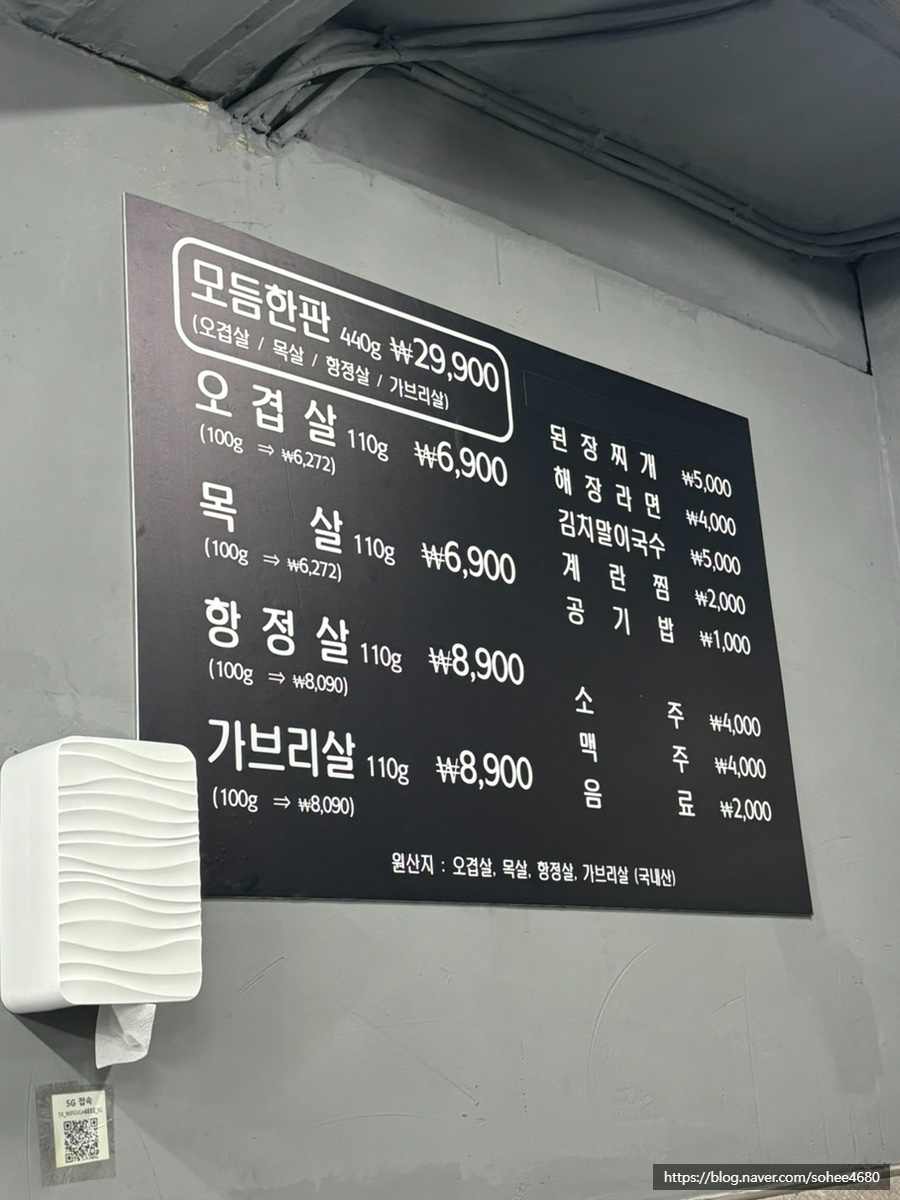 모듬한판 440g ₩29,900
(오겹살 / 목살 / 항정살 / 가브리살)
오겹살 110g ₩6,900
(100g ⇒ ₩6,272)
목살 110g ₩6,900
(100g ⇒ ₩6,272)
항정살 110g ₩8,900
(100g ⇒ ₩8,090)
가브리살 110g ₩8,900
(100g ⇒ ₩8,090)
된장찌개 ₩5,000
해장라면 ₩4,000
김치말이국수 ₩5,000
계란찜 ₩2,000
공기밥 ₩1,000
소주 ₩4,000
맥주 ₩4,000
음료 ₩2,000
원산지 : 오겹살, 목살, 항정살, 가브리살 (국내산)
5G 접속
https://blog.naver.com/sohee4680